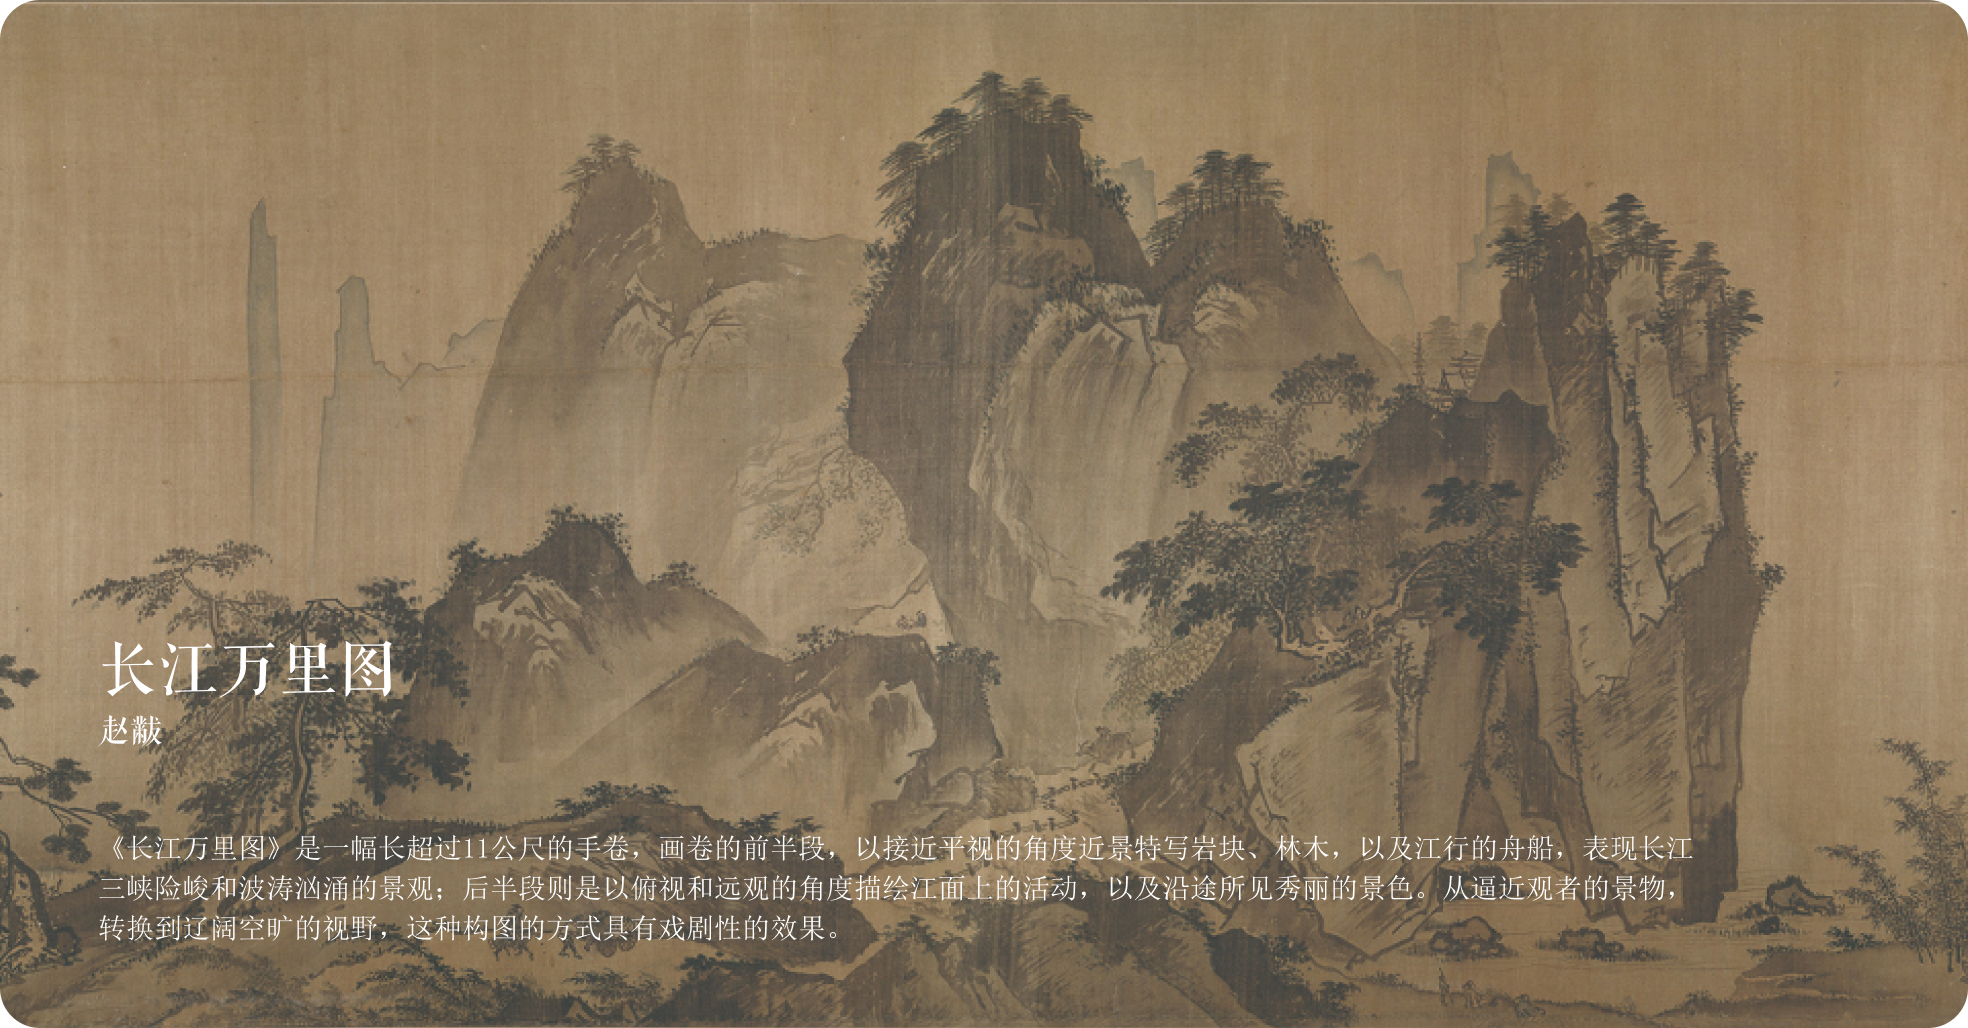 长江万里图
赵黻
《长江万里图》是一幅长超过11公尺的手卷，画卷的前半段，以接近平视的角度近景特写岩块、林木，以及江行的舟船，表现长江
三峡险峻和波涛汹涌的景观；后半段则是以俯视和远观的角度描绘江面上的活动，以及沿途所见秀丽的景色。从逼近观者的景物，
转换到辽阔空旷的视野，这种构图的方式具有戏剧性的效果。